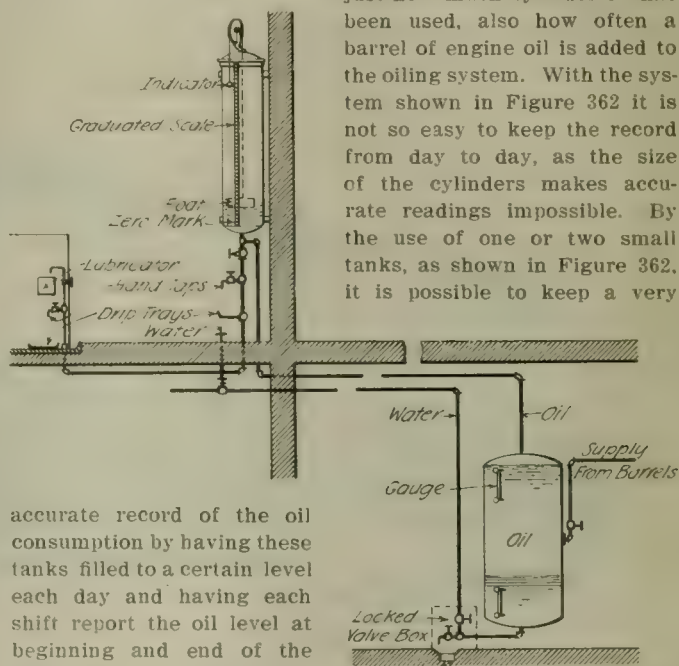 been used, also how often a
barrel of engine oil is added to
the oiling system. With the sys-
tem shown in Figure 362 it is
not so easy to keep the record
from day to day, as the size
of the cylinders makes accu-
rate readings impossible. By
the use of one or two small
tanks, as shown in Figure 362,
it is possible to keep a very
Indicator
Graduated Scale
Float
Zero Mark
Lubricator
Hand Taps
Drip Trays
Water
Water
Oil
Supply
From Barrels
Gauge
Oil
Locked
Valve Box
accurate record of the oil
consumption by having these
tanks filled to a certain level
each day and having each
shift report the oil level at
beginning and end of the